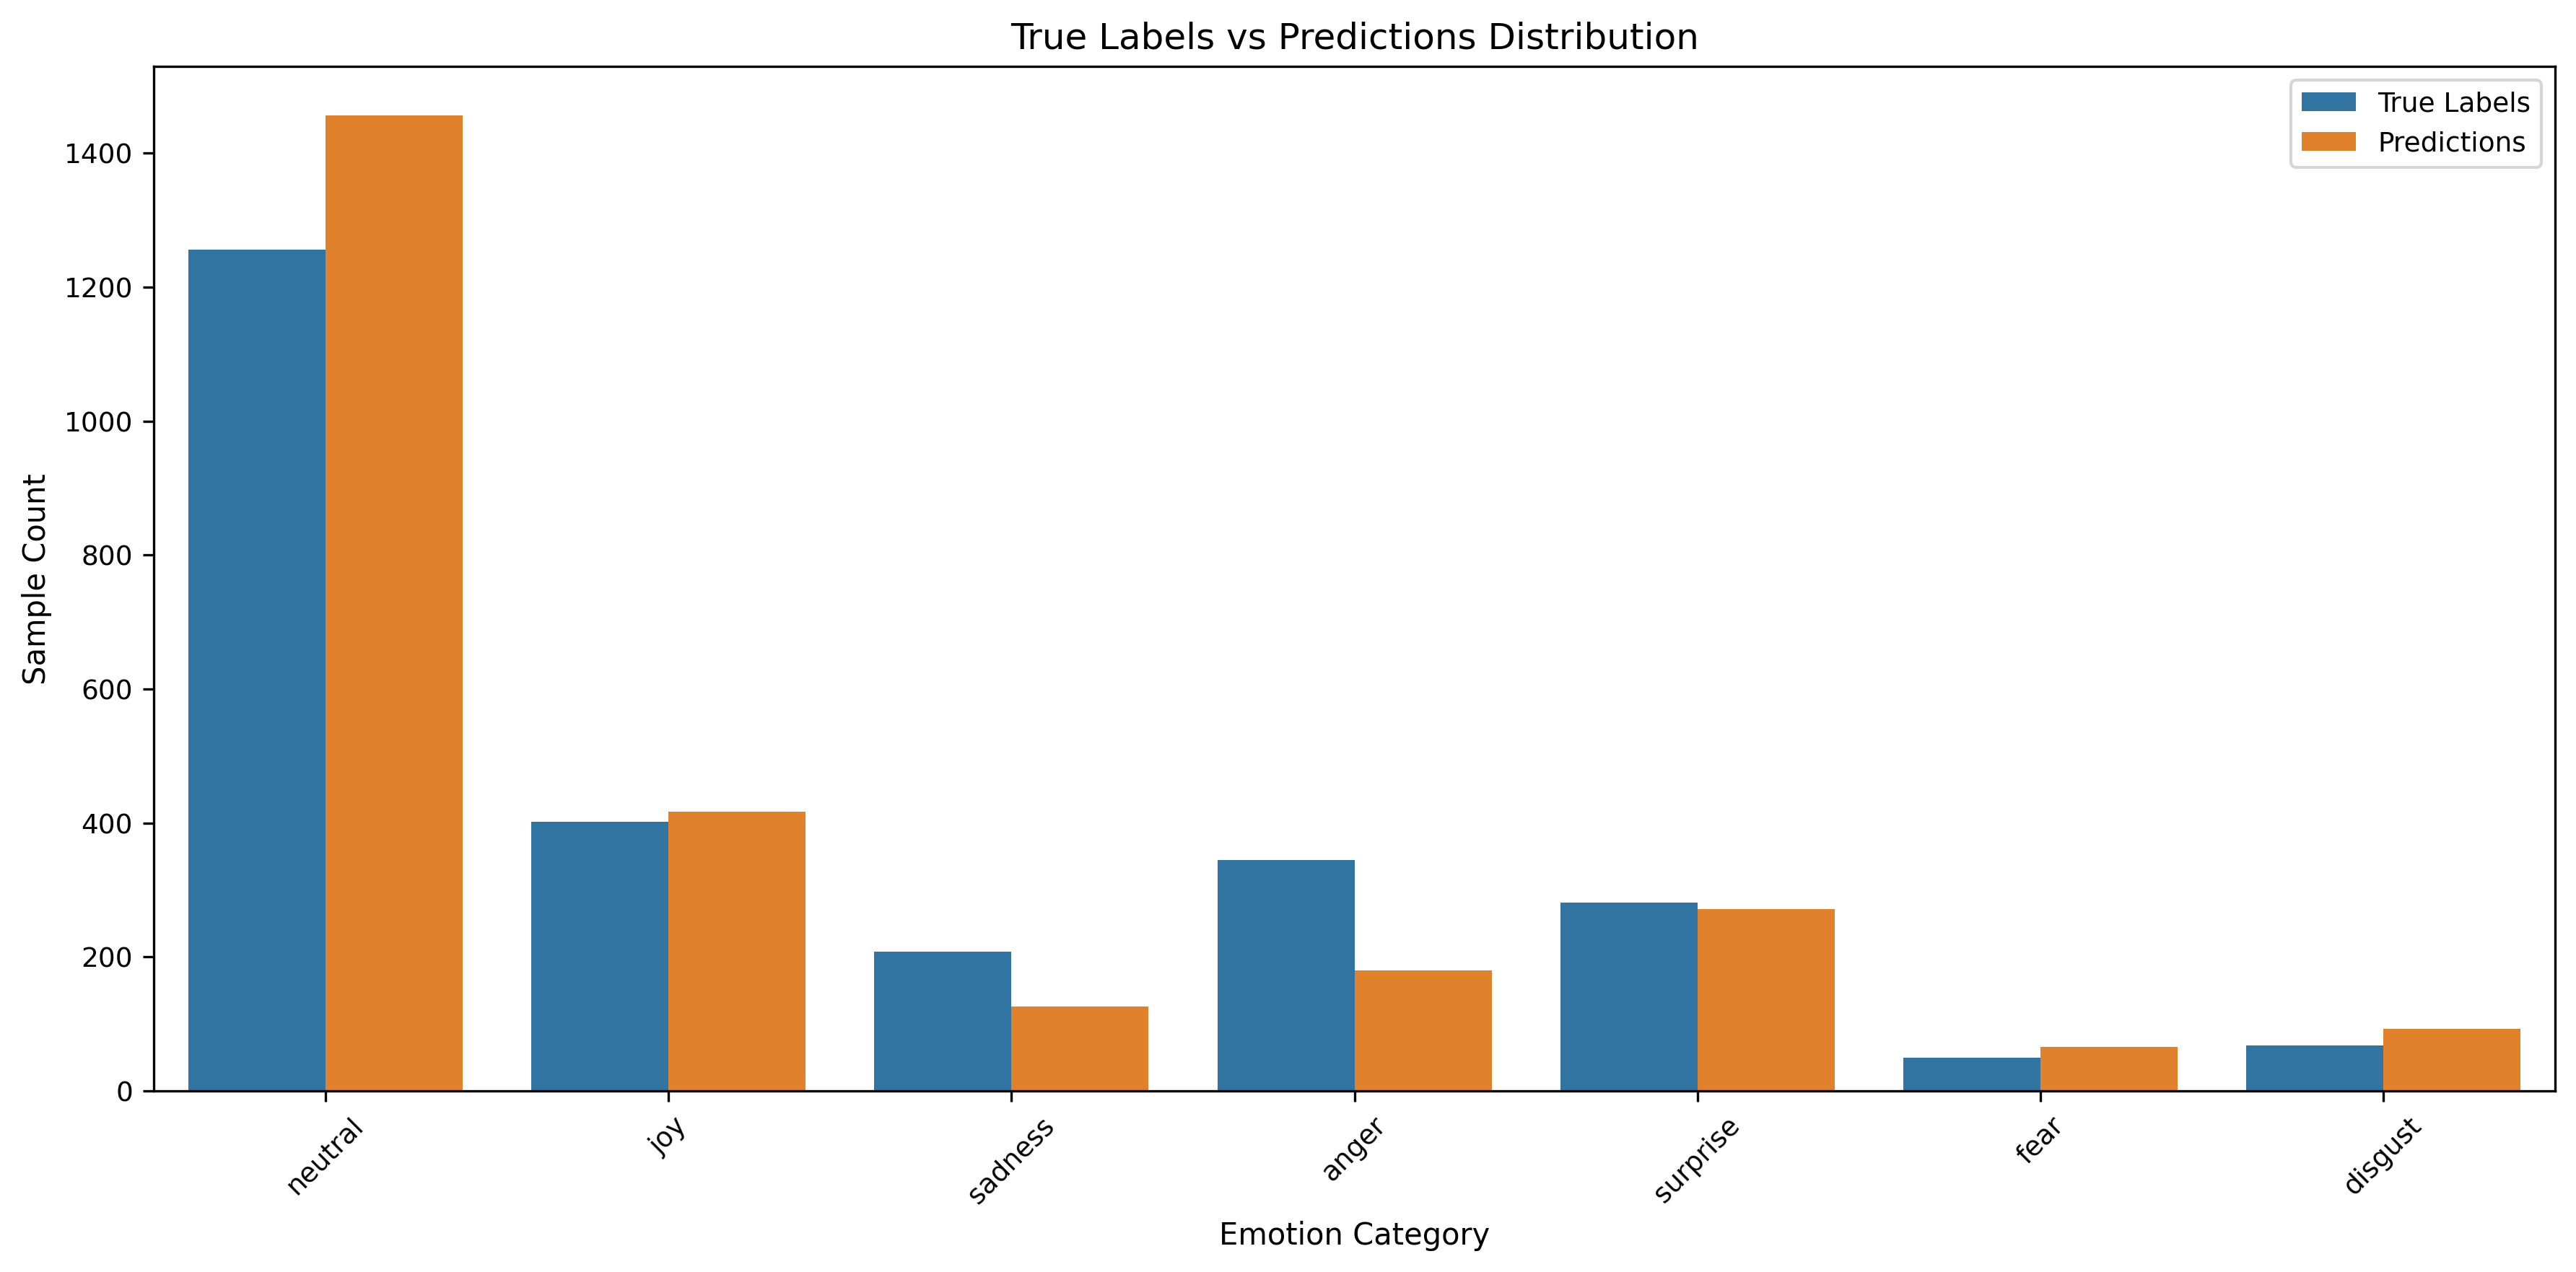 True Labels vs Predictions Distribution
True Labels
Predictions
Sample Count
1400
1200
1000
800
600
400
200
0
neutral
joy
sadness
anger
surprise
fear
disgust
Emotion Category